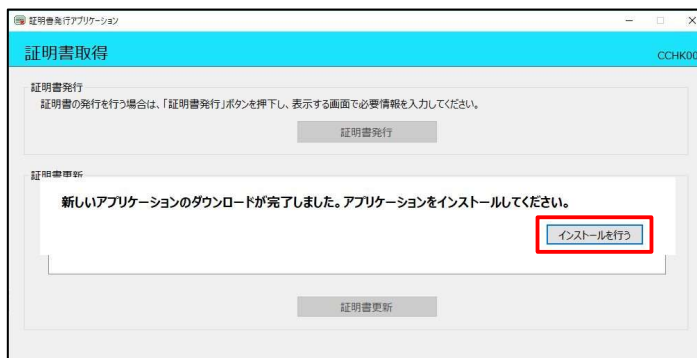 証明書発行アプリケーション
証明書取得
CCHK00
証明書発行
証明書の発行を行う場合は、「証明書発行」ボタンを押下し、表示する画面で必要情報を入力してください。
証明書発行
証明書更新
新しいアプリケーションのダウンロードが完了しました。アプリケーションをインストールしてください。
インストールを行う
証明書更新